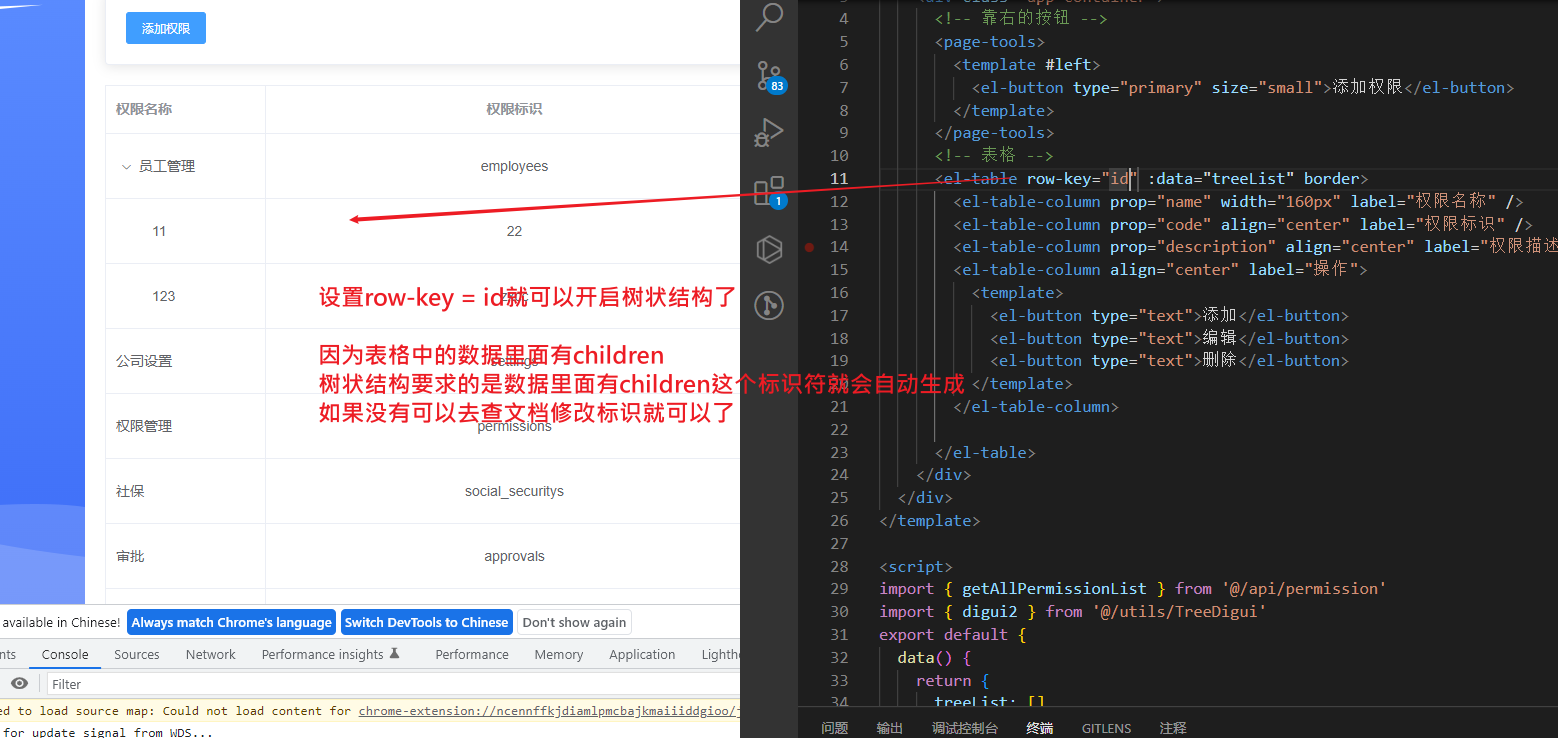 添加权限
权限名称
权限标识
员工管理
employees
11
22
123
公司设置
settings
权限管理
permissions
社保
social_securitys
审批
approvals
设置row-key = id就可以开启树状结构了
因为表格中的数据里面有children
树状结构要求的是数据里面有children这个标识符就会自动生成
如果没有可以去查文档修改标识就可以了
available in Chinese!
Always match Chrome's language
Switch DevTools to Chinese
Don't show again
nts
Console
Sources
Network
Performance insights
Performance
Memory
Application
Lighth
Filter
ed to load source map: Could not load content for chrome-extension://ncennffkjdiamlpmcbajkmaiiiddgioo/
for update signal from WDS...
83
1
4 <!-- 靠右的按钮 -->
5 <page-tools>
6 <template #left>
7 <el-button type="primary" size="small">添加权限</el-button>
8 </template>
9 </page-tools>
10 <!-- 表格 -->
11 <el-table row-key="id" :data="treeList" border>
12 <el-table-column prop="name" width="160px" label="权限名称" />
13 <el-table-column prop="code" align="center" label="权限标识" />
14 <el-table-column prop="description" align="center" label="权限描述
15 <el-table-column align="center" label="操作">
16 <template>
17 <el-button type="text">添加</el-button>
18 <el-button type="text">编辑</el-button>
19 <el-button type="text">删除</el-button>
</template>
21 </el-table-column>
22
23 </el-table>
24 </div>
25 </div>
26 </template>
27
28 <script>
29 import { getAllPermissionList } from '@/api/permission'
30 import { digui2 } from '@/utils/TreeDigui'
31 export default {
32 data() {
33 return {
34 treeList: []
问题
输出
调试控制台
终端
GITLENS
注释